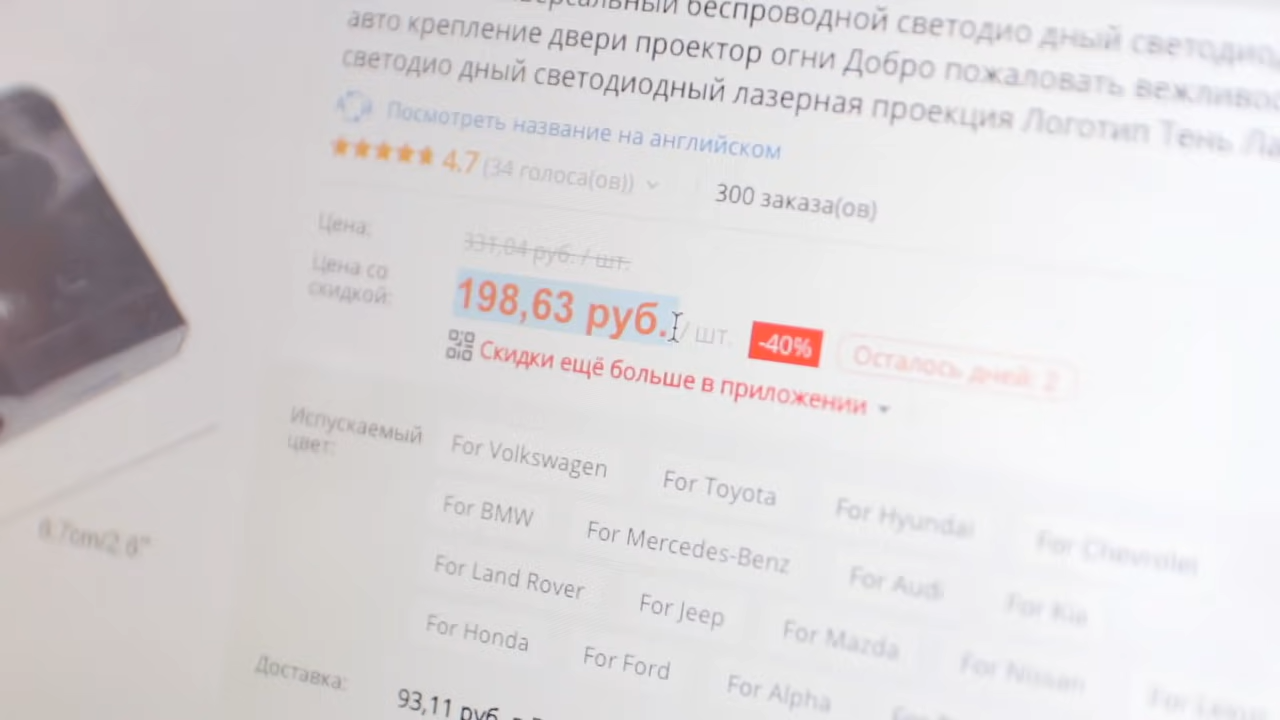 беспроводной светодио дный
авто крепление двери проектор огни Добро пожаловать
светодио дный светодиодный лазерная проекция Логотип Тень
Посмотреть название на английском
4.7 (34 голоса(ов)) 300 заказа(ов)
Цена: 331,04 руб. / шт.
Цена со
скидкой:
198,63 руб. / шт. -40% Осталось дней: 2
Скидки ещё больше в приложении
Испускаемый
цвет:
For Volkswagen For Toyota For Hyundai For Chevrolet
For BMW For Mercedes-Benz For Audi For Kia
For Land Rover For Jeep For Mazda For Nissan
For Honda For Ford For Alpha
Доставка: 93,11 руб.